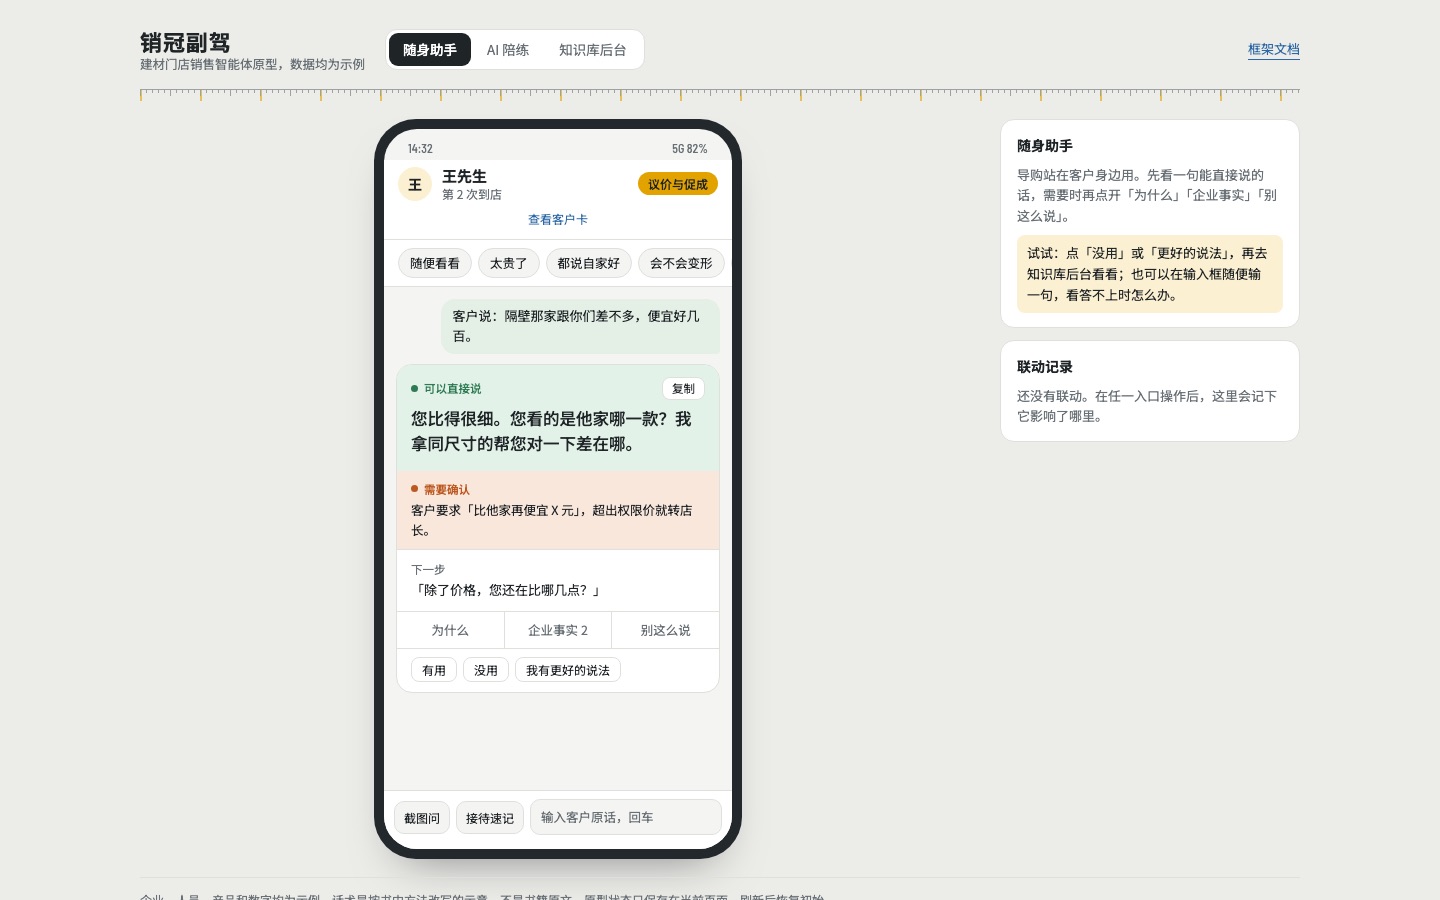 销冠副驾
建材门店销售智能体原型，数据均为示例
随身助手
AI 陪练
知识库后台
框架文档
14:32
5G 82%
王
王先生
第 2 次到店
议价与促成
查看客户卡
随便看看
太贵了
都说自家好
会不会变形
客户说：隔壁那家跟你们差不多，便宜好几
百。
可以直接说
复制
您比得很细。您看的是他家哪一款？我
拿同尺寸的帮您对一下差在哪。
需要确认
客户要求「比他家再便宜 X 元」，超出权限价就转店
长。
下一步
「除了价格，您还在比哪几点？」
为什么
企业事实 2
别这么说
有用
没用
我有更好的说法
截图问
接待速记
输入客户原话，回车
随身助手
导购站在客户身边用。先看一句能直接说的
话，需要时再点开「为什么」「企业事实」「别
这么说」。
试试：点「没用」或「更好的说法」，再去
知识库后台看看；也可以在输入框随便输
一句，看答不上时怎么办。
联动记录
还没有联动。在任一入口操作后，这里会记下
它影响了哪里。